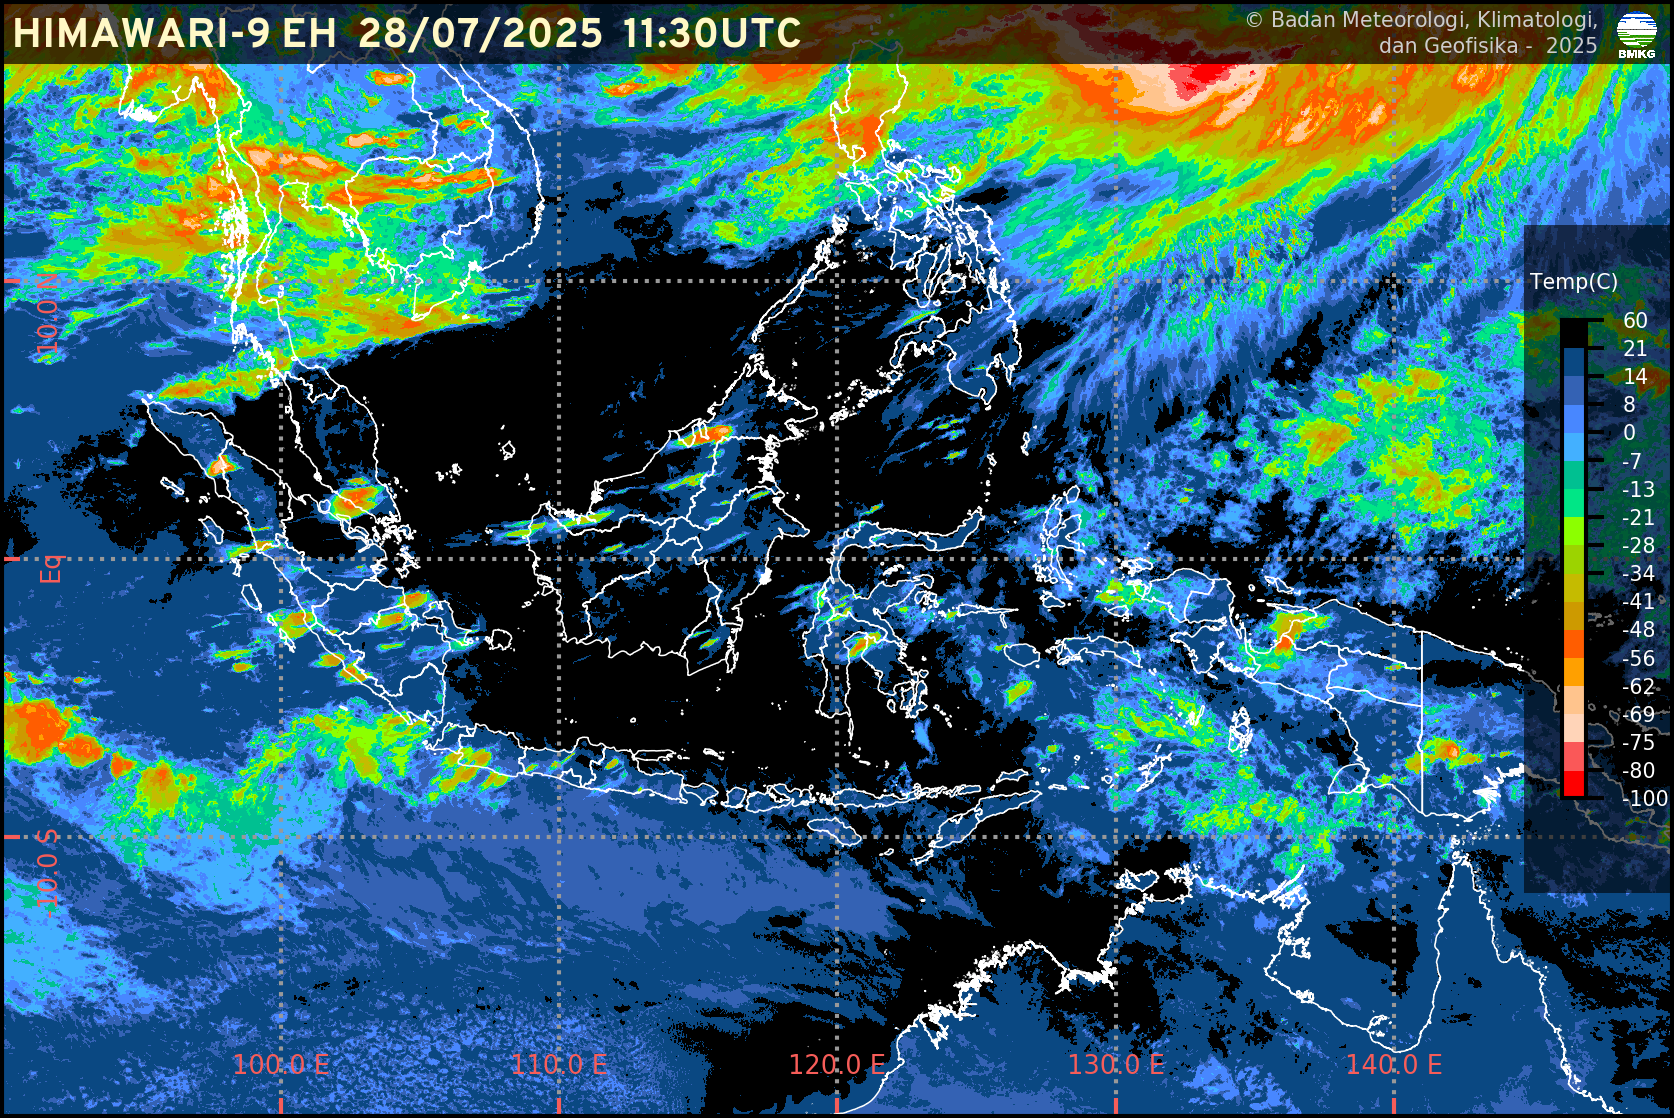 HIMAWARI-9 EH 28/07/2025 11:30UTC
© Badan Meteorologi, Klimatologi,
dan Geofisika - 2025
BMKG
Temp(C)
60
21
14
8
0
-7
-13
-21
-28
-34
-41
-48
-56
-62
-69
-75
-80
-100
10.0 N
Eq
-10.0 S
100.0 E
110.0 E
120.0 E
130.0 E
140.0 E